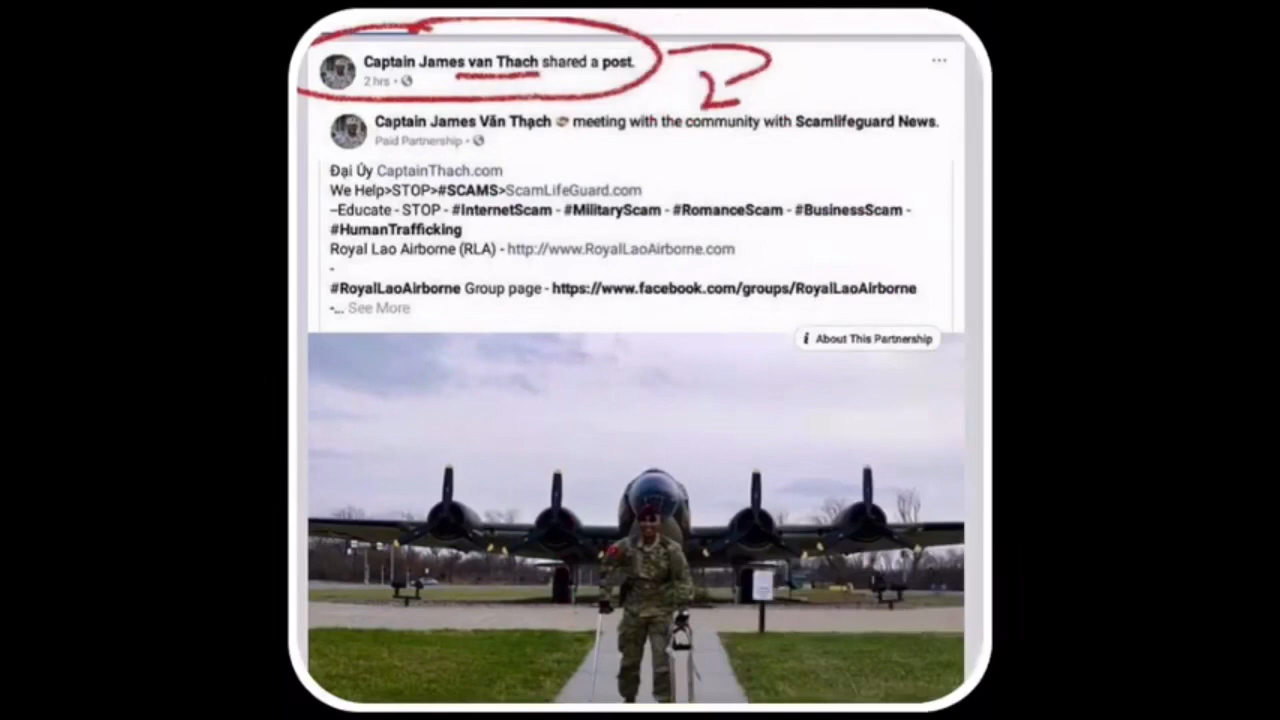 Captain James van Thach shared a post.
2 hrs •
2
Captain James Văn Thạch meeting with the community with Scamlifeguard News.
Paid Partnership •
Đại Úy CaptainThach.com
We Help>STOP>#SCAMS>ScamLifeGuard.com
–Educate - STOP - #InternetScam - #MilitaryScam - #RomanceScam - #BusinessScam -
#HumanTrafficking
Royal Lao Airborne (RLA) - http://www.RoyalLaoAirborne.com
-
#RoyalLaoAirborne Group page - https://www.facebook.com/groups/RoyalLaoAirborne
-... See More
i About This Partnership